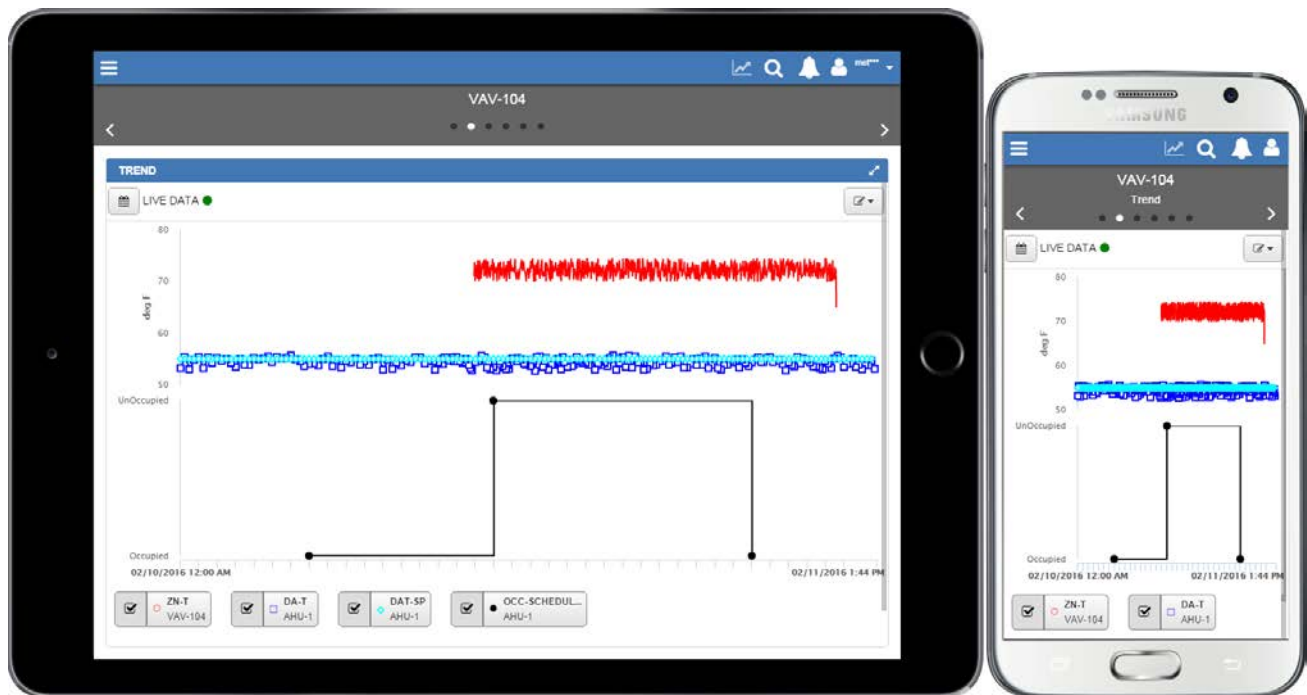 met***
VAV-104
TREND
LIVE DATA
80
70
60
50
deg F
UnOccupied
Occupied
02/10/2016 12:00 AM
02/11/2016 1:44 PM
ZN-T
VAV-104
DA-T
AHU-1
DAT-SP
AHU-1
OCC-SCHEDUL...
AHU-1
SAMSUNG
VAV-104
Trend
LIVE DATA
80
70
60
50
deg F
UnOccupied
Occupied
02/10/2016 12:00 AM
02/11/2016 1:44 PM
ZN-T
VAV-104
DA-T
AHU-1